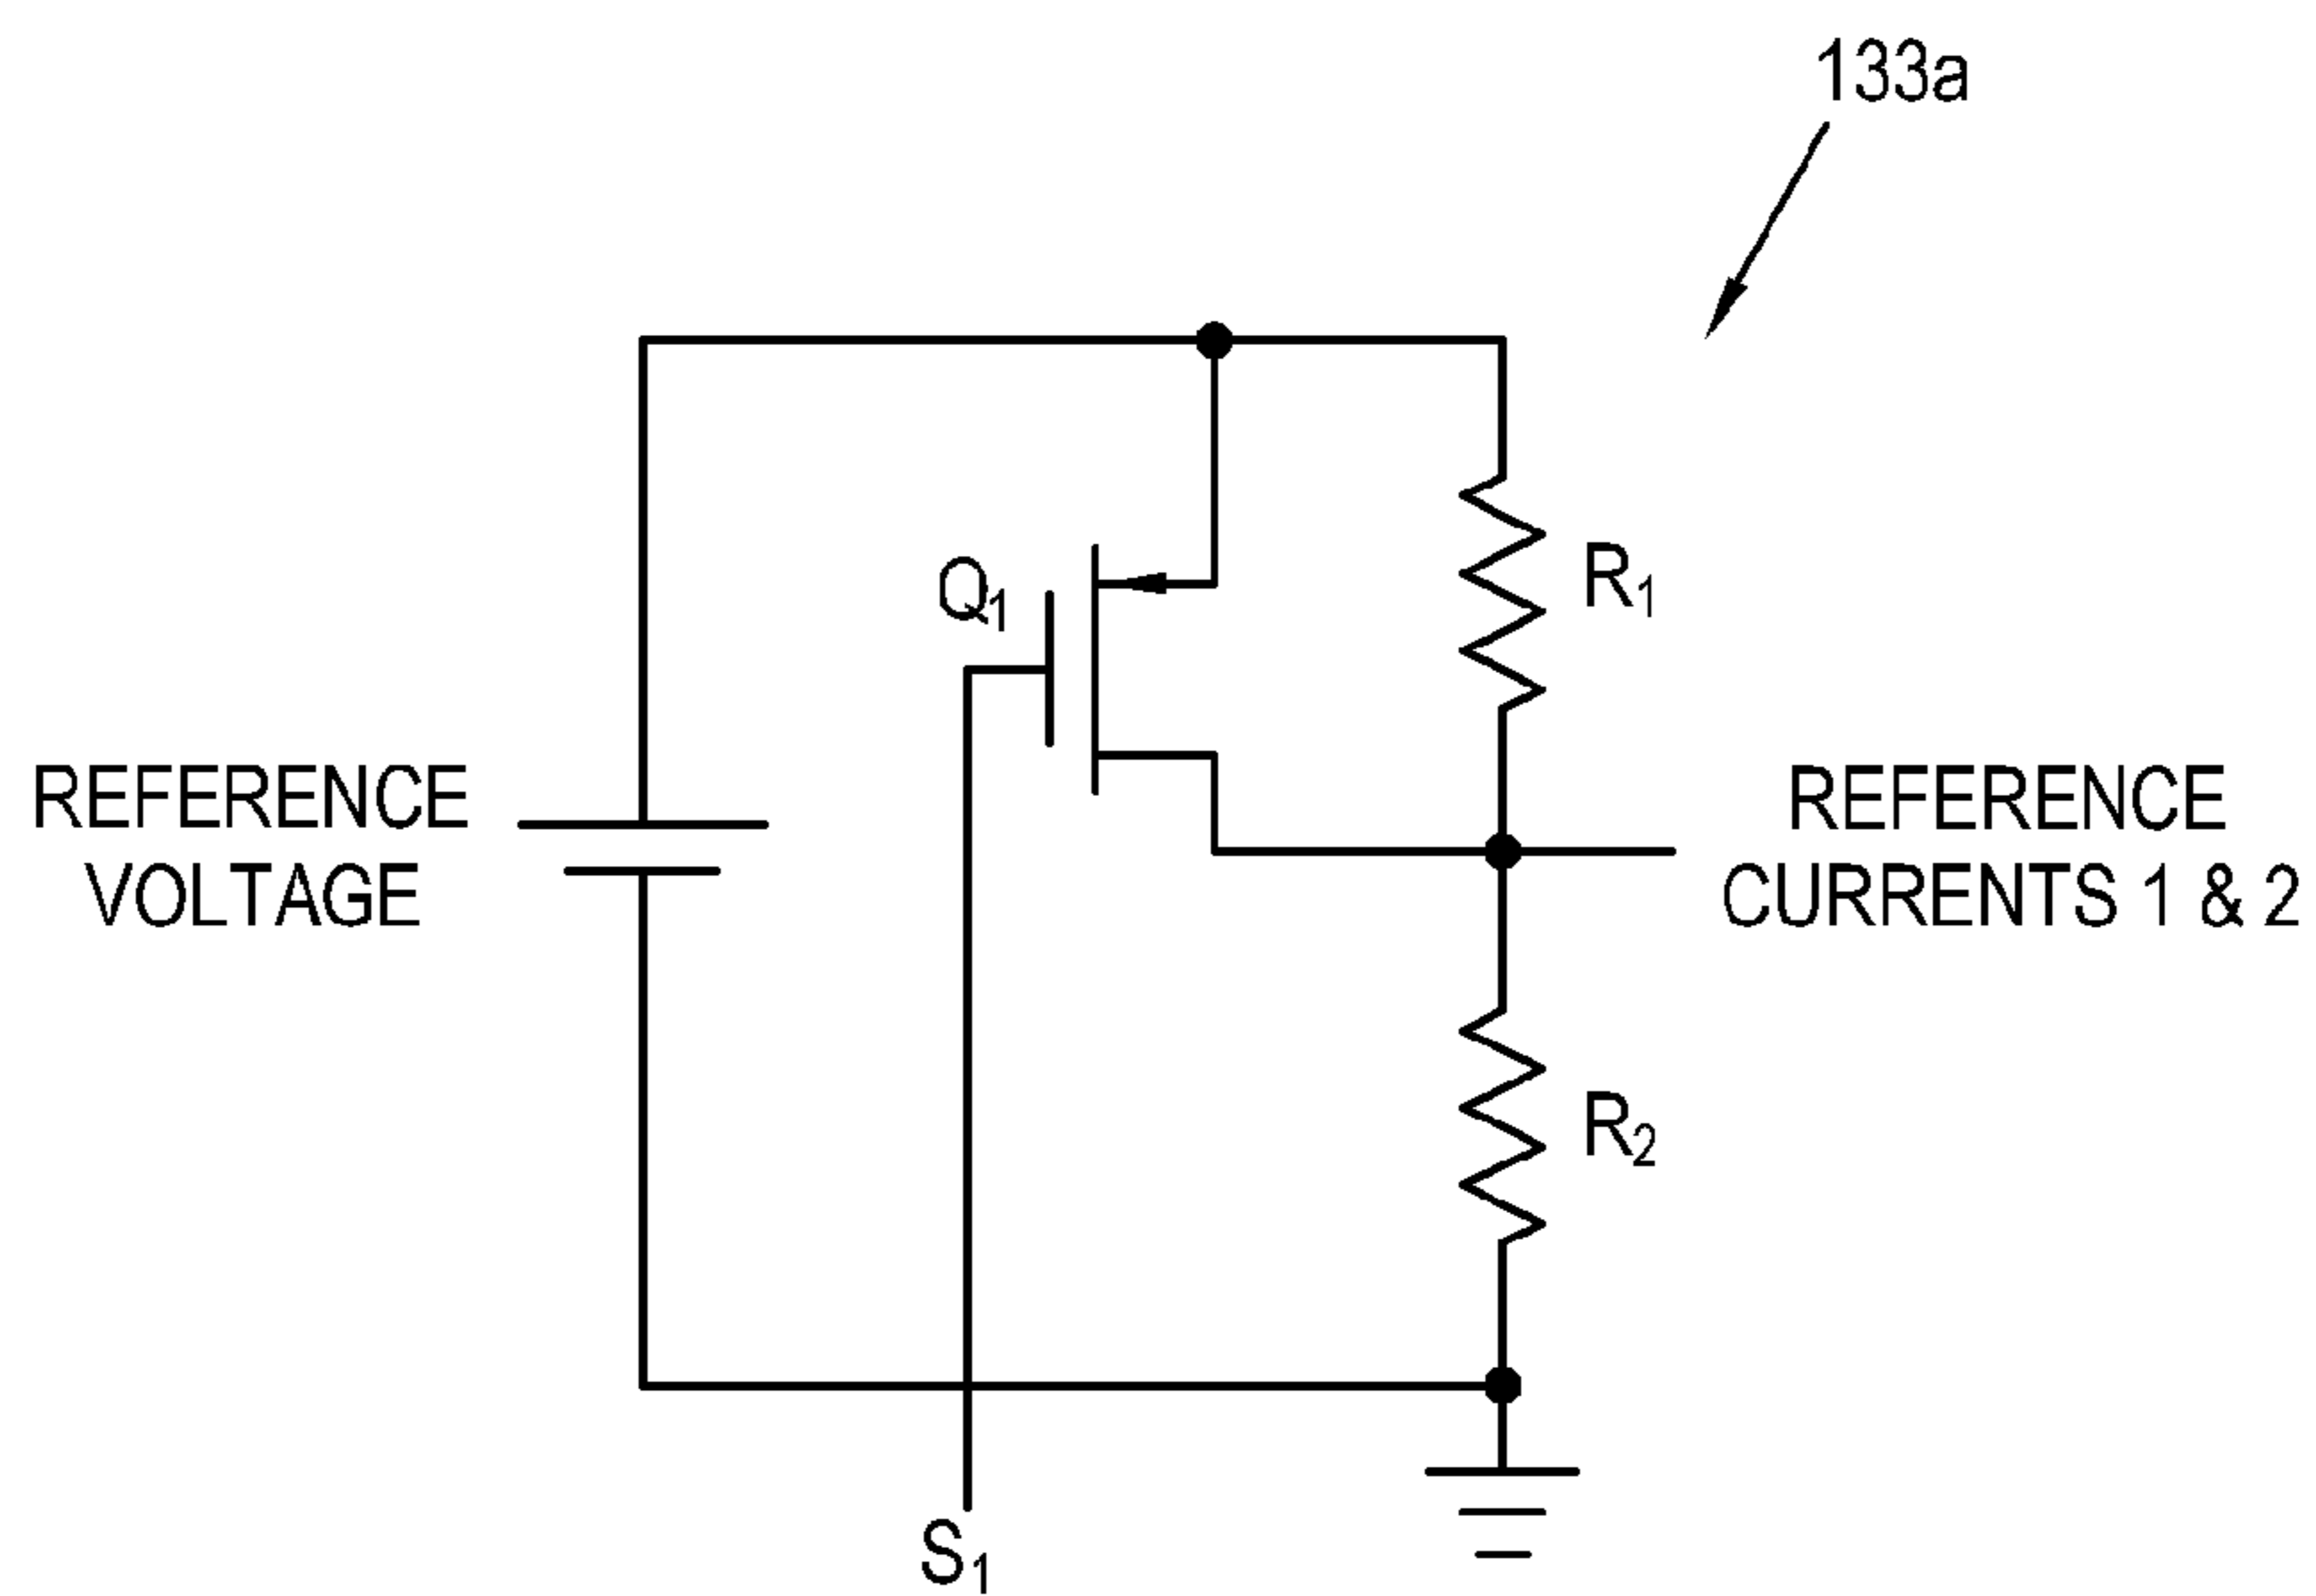 133a
Q1
R1
REFERENCE
VOLTAGE
REFERENCE
CURRENTS 1 & 2
R2
S1